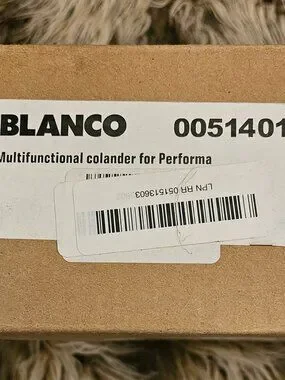 BLANCO 0051401
Multifunctional colander for Performa
LPN RR 051513603